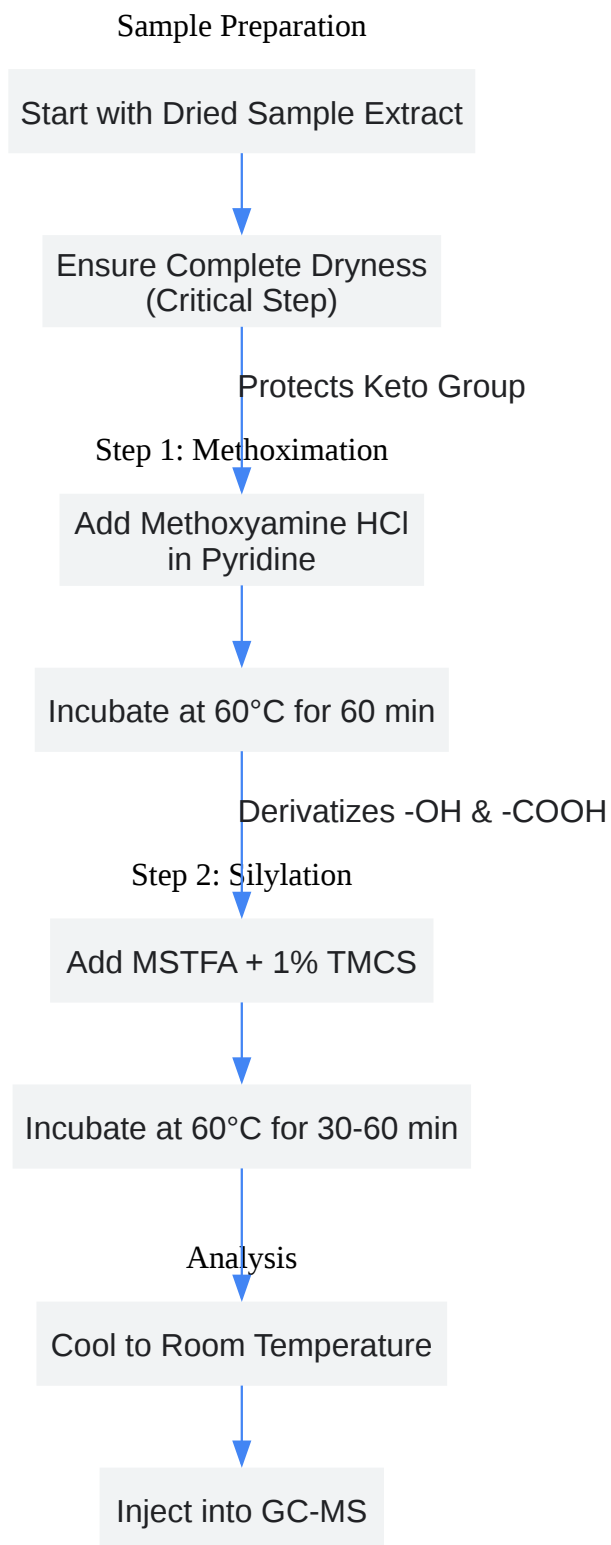 Sample Preparation
Start with Dried Sample Extract
Ensure Complete Dryness
(Critical Step)
Protects Keto Group
Step 1: Methoximation
Add Methoxyamine HCl
in Pyridine
Incubate at 60°C for 60 min
Derivatizes -OH & -COOH
Step 2: Silylation
Add MSTFA + 1% TMCS
Incubate at 60°C for 30-60 min
Analysis
Cool to Room Temperature
Inject into GC-MS